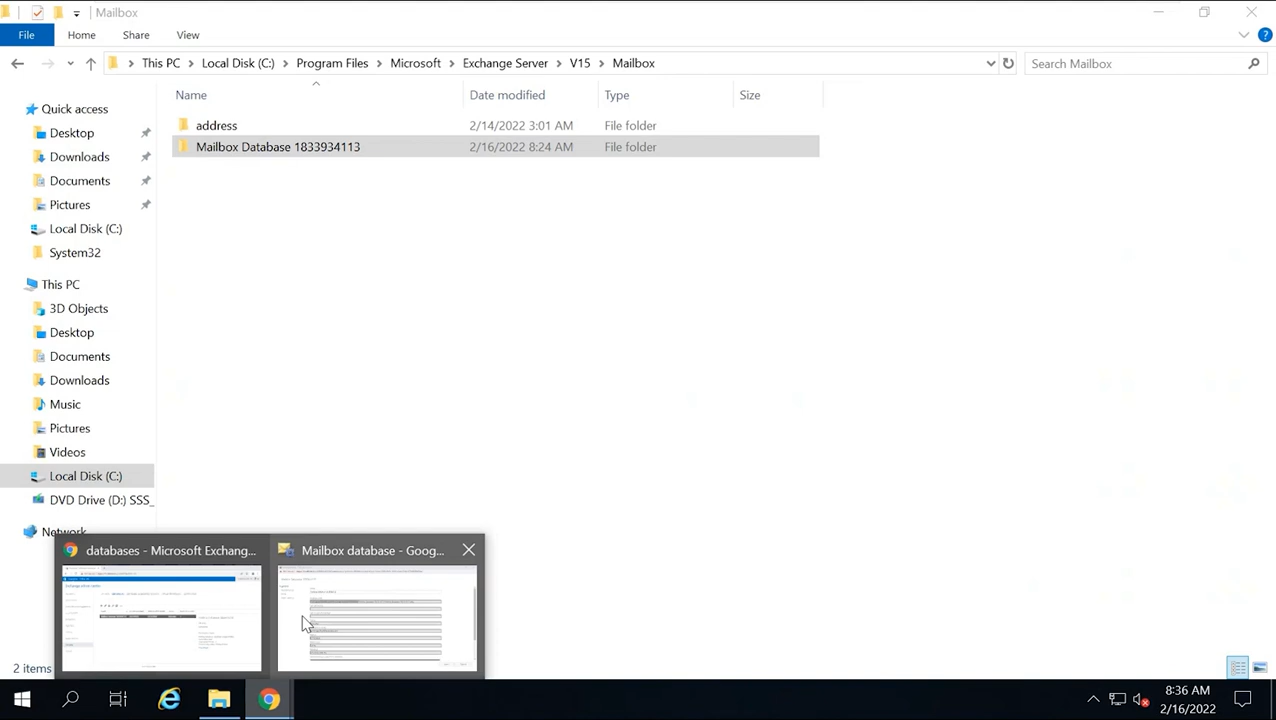 Mailbox
File
Home
Share
View
This PC
Local Disk (C:)
Program Files
Microsoft
Exchange Server
V15
Mailbox
Search Mailbox
Name
Date modified
Type
Size
Quick access
Desktop
Downloads
Documents
Pictures
Local Disk (C:)
System32
This PC
3D Objects
Desktop
Documents
Downloads
Music
Pictures
Videos
Local Disk (C:)
DVD Drive (D:) SSS_
Network
address 2/14/2022 3:01 AM File folder
Mailbox Database 1833934113 2/16/2022 8:24 AM File folder
databases - Microsoft Exchang...
Mailbox database - Goog...
2 items
8:36 AM
2/16/2022